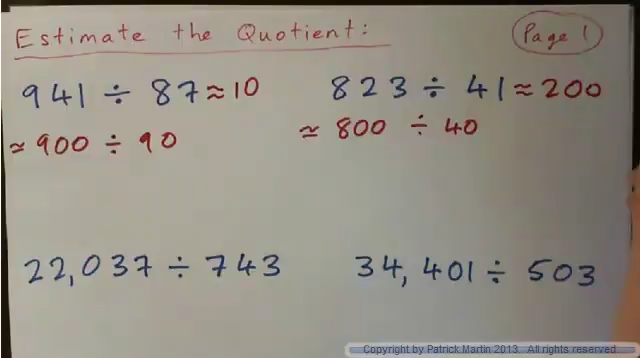 Estimate the Quotient:
Page 1
941 ÷ 87 ≈ 10
≈ 900 ÷ 90
823 ÷ 41 ≈ 200
≈ 800 ÷ 40
22,037 ÷ 743
34,401 ÷ 503
Copyright by Patrick Martin 2013. All rights reserved